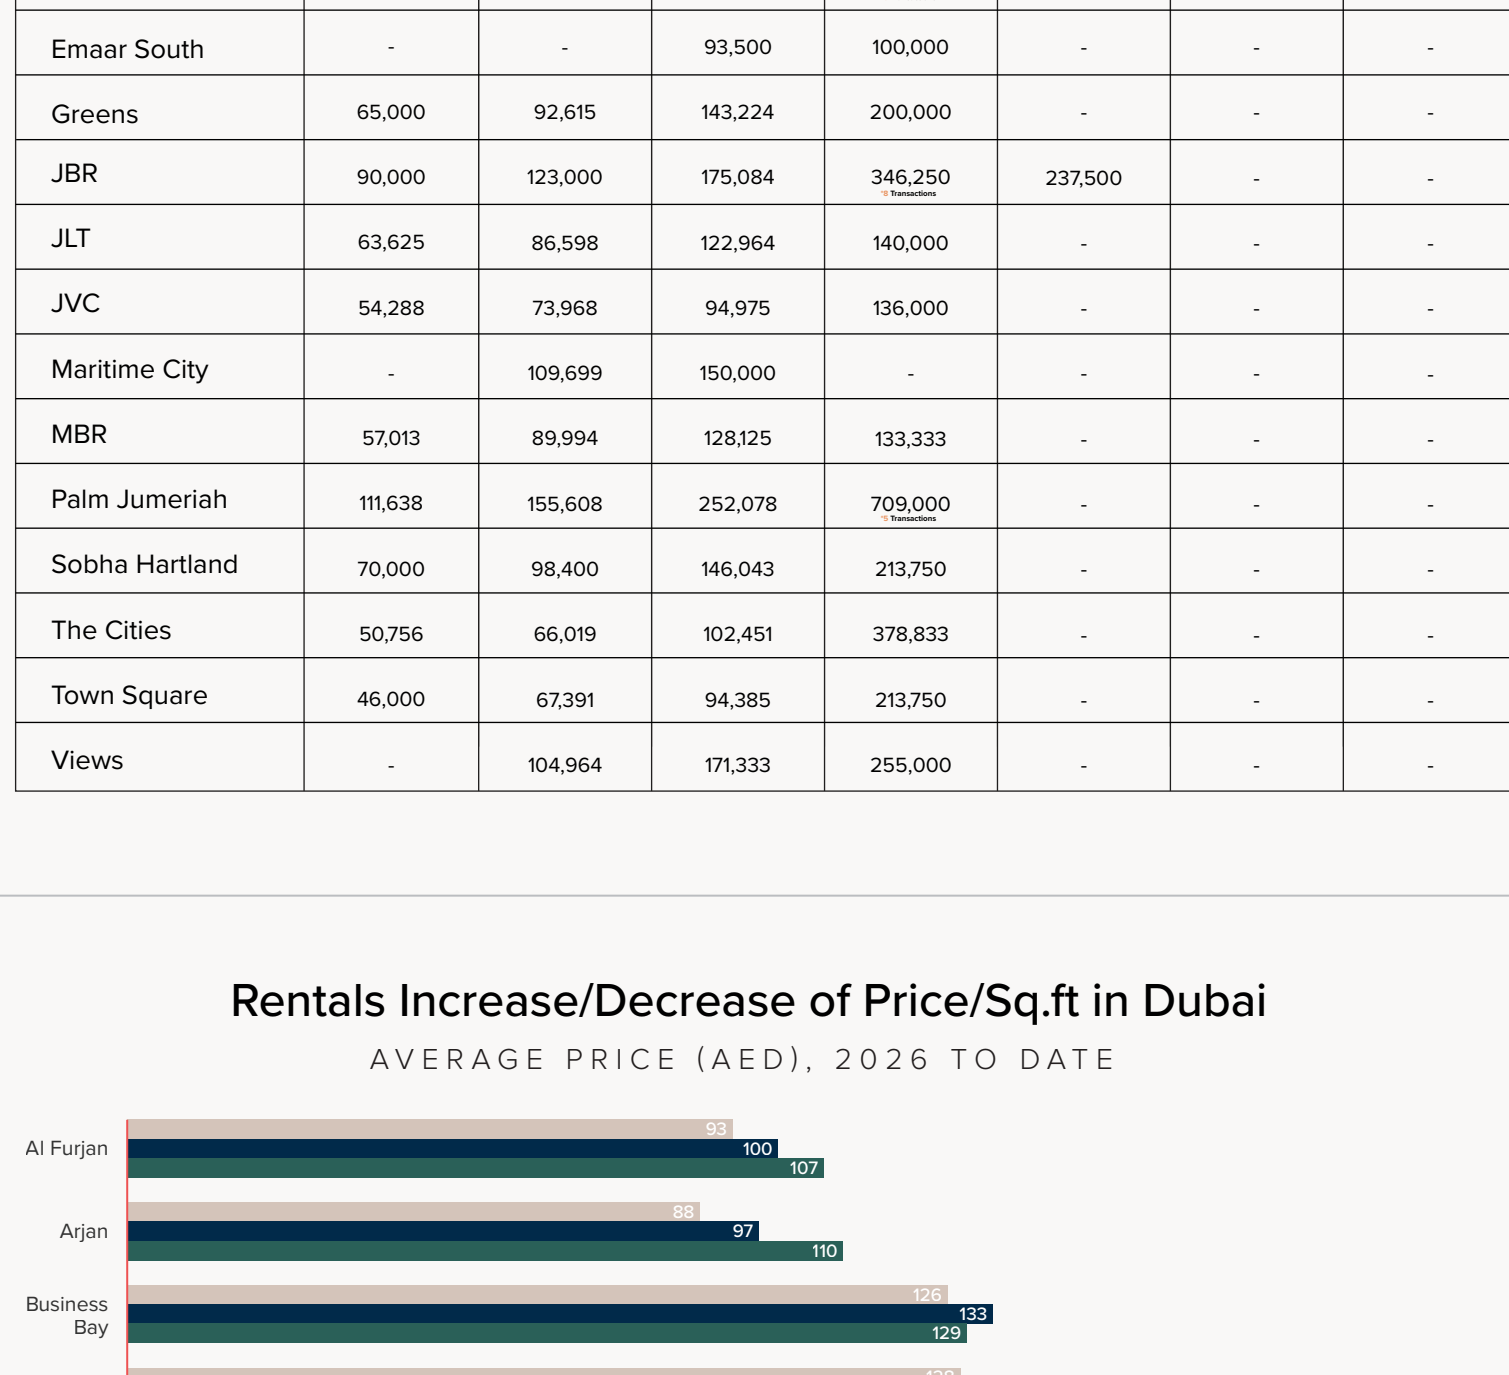 Emaar South - - 93,500 100,000 - - -
Greens 65,000 92,615 143,224 200,000 - - -
JBR 90,000 123,000 175,084 346,250 237,500 - -
*8 Transactions
JLT 63,625 86,598 122,964 140,000 - - -
JVC 54,288 73,968 94,975 136,000 - - -
Maritime City - 109,699 150,000 - - - -
MBR 57,013 89,994 128,125 133,333 - - -
Palm Jumeriah 111,638 155,608 252,078 709,000 - - -
*5 Transactions
Sobha Hartland 70,000 98,400 146,043 213,750 - - -
The Cities 50,756 66,019 102,451 378,833 - - -
Town Square 46,000 67,391 94,385 213,750 - - -
Views - 104,964 171,333 255,000 - - -
Rentals Increase/Decrease of Price/Sq.ft in Dubai
AVERAGE PRICE (AED), 2026 TO DATE
93
Al Furjan 100
107
88
Arjan 97
110
126
Business 133
Bay 129